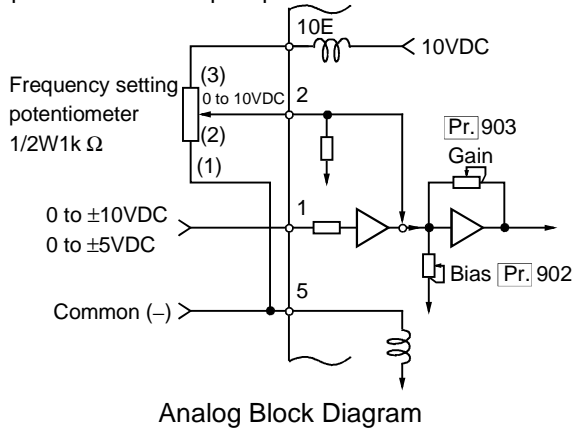 10E
10VDC
(3)
Frequency setting
potentiometer
1/2W1k Ω
0 to 10VDC
2
(2)
(1)
Pr. 903
Gain
0 to ±10VDC
0 to ±5VDC
1
Bias Pr. 902
5
Common (–)
Analog Block Diagram